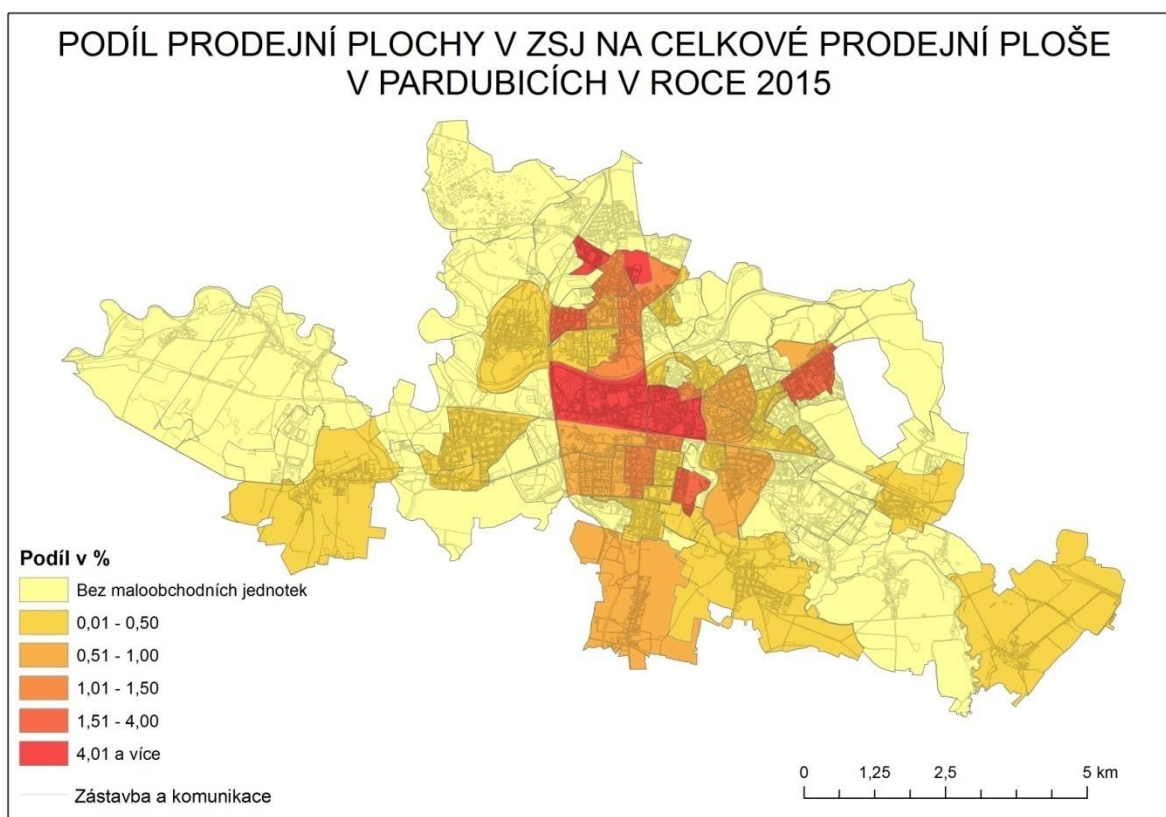 PODÍL PRODEJNÍ PLOCHY V ZSJ NA CELKOVÉ PRODEJNÍ PLOŠE
V PARDUBICÍCH V ROCE 2015
Podíl v %
Bez maloobchodních jednotek
0,01 - 0,50
0,51 - 1,00
1,01 - 1,50
1,51 - 4,00
4,01 a více
Zástavba a komunikace
0 1,25 2,5 5 km